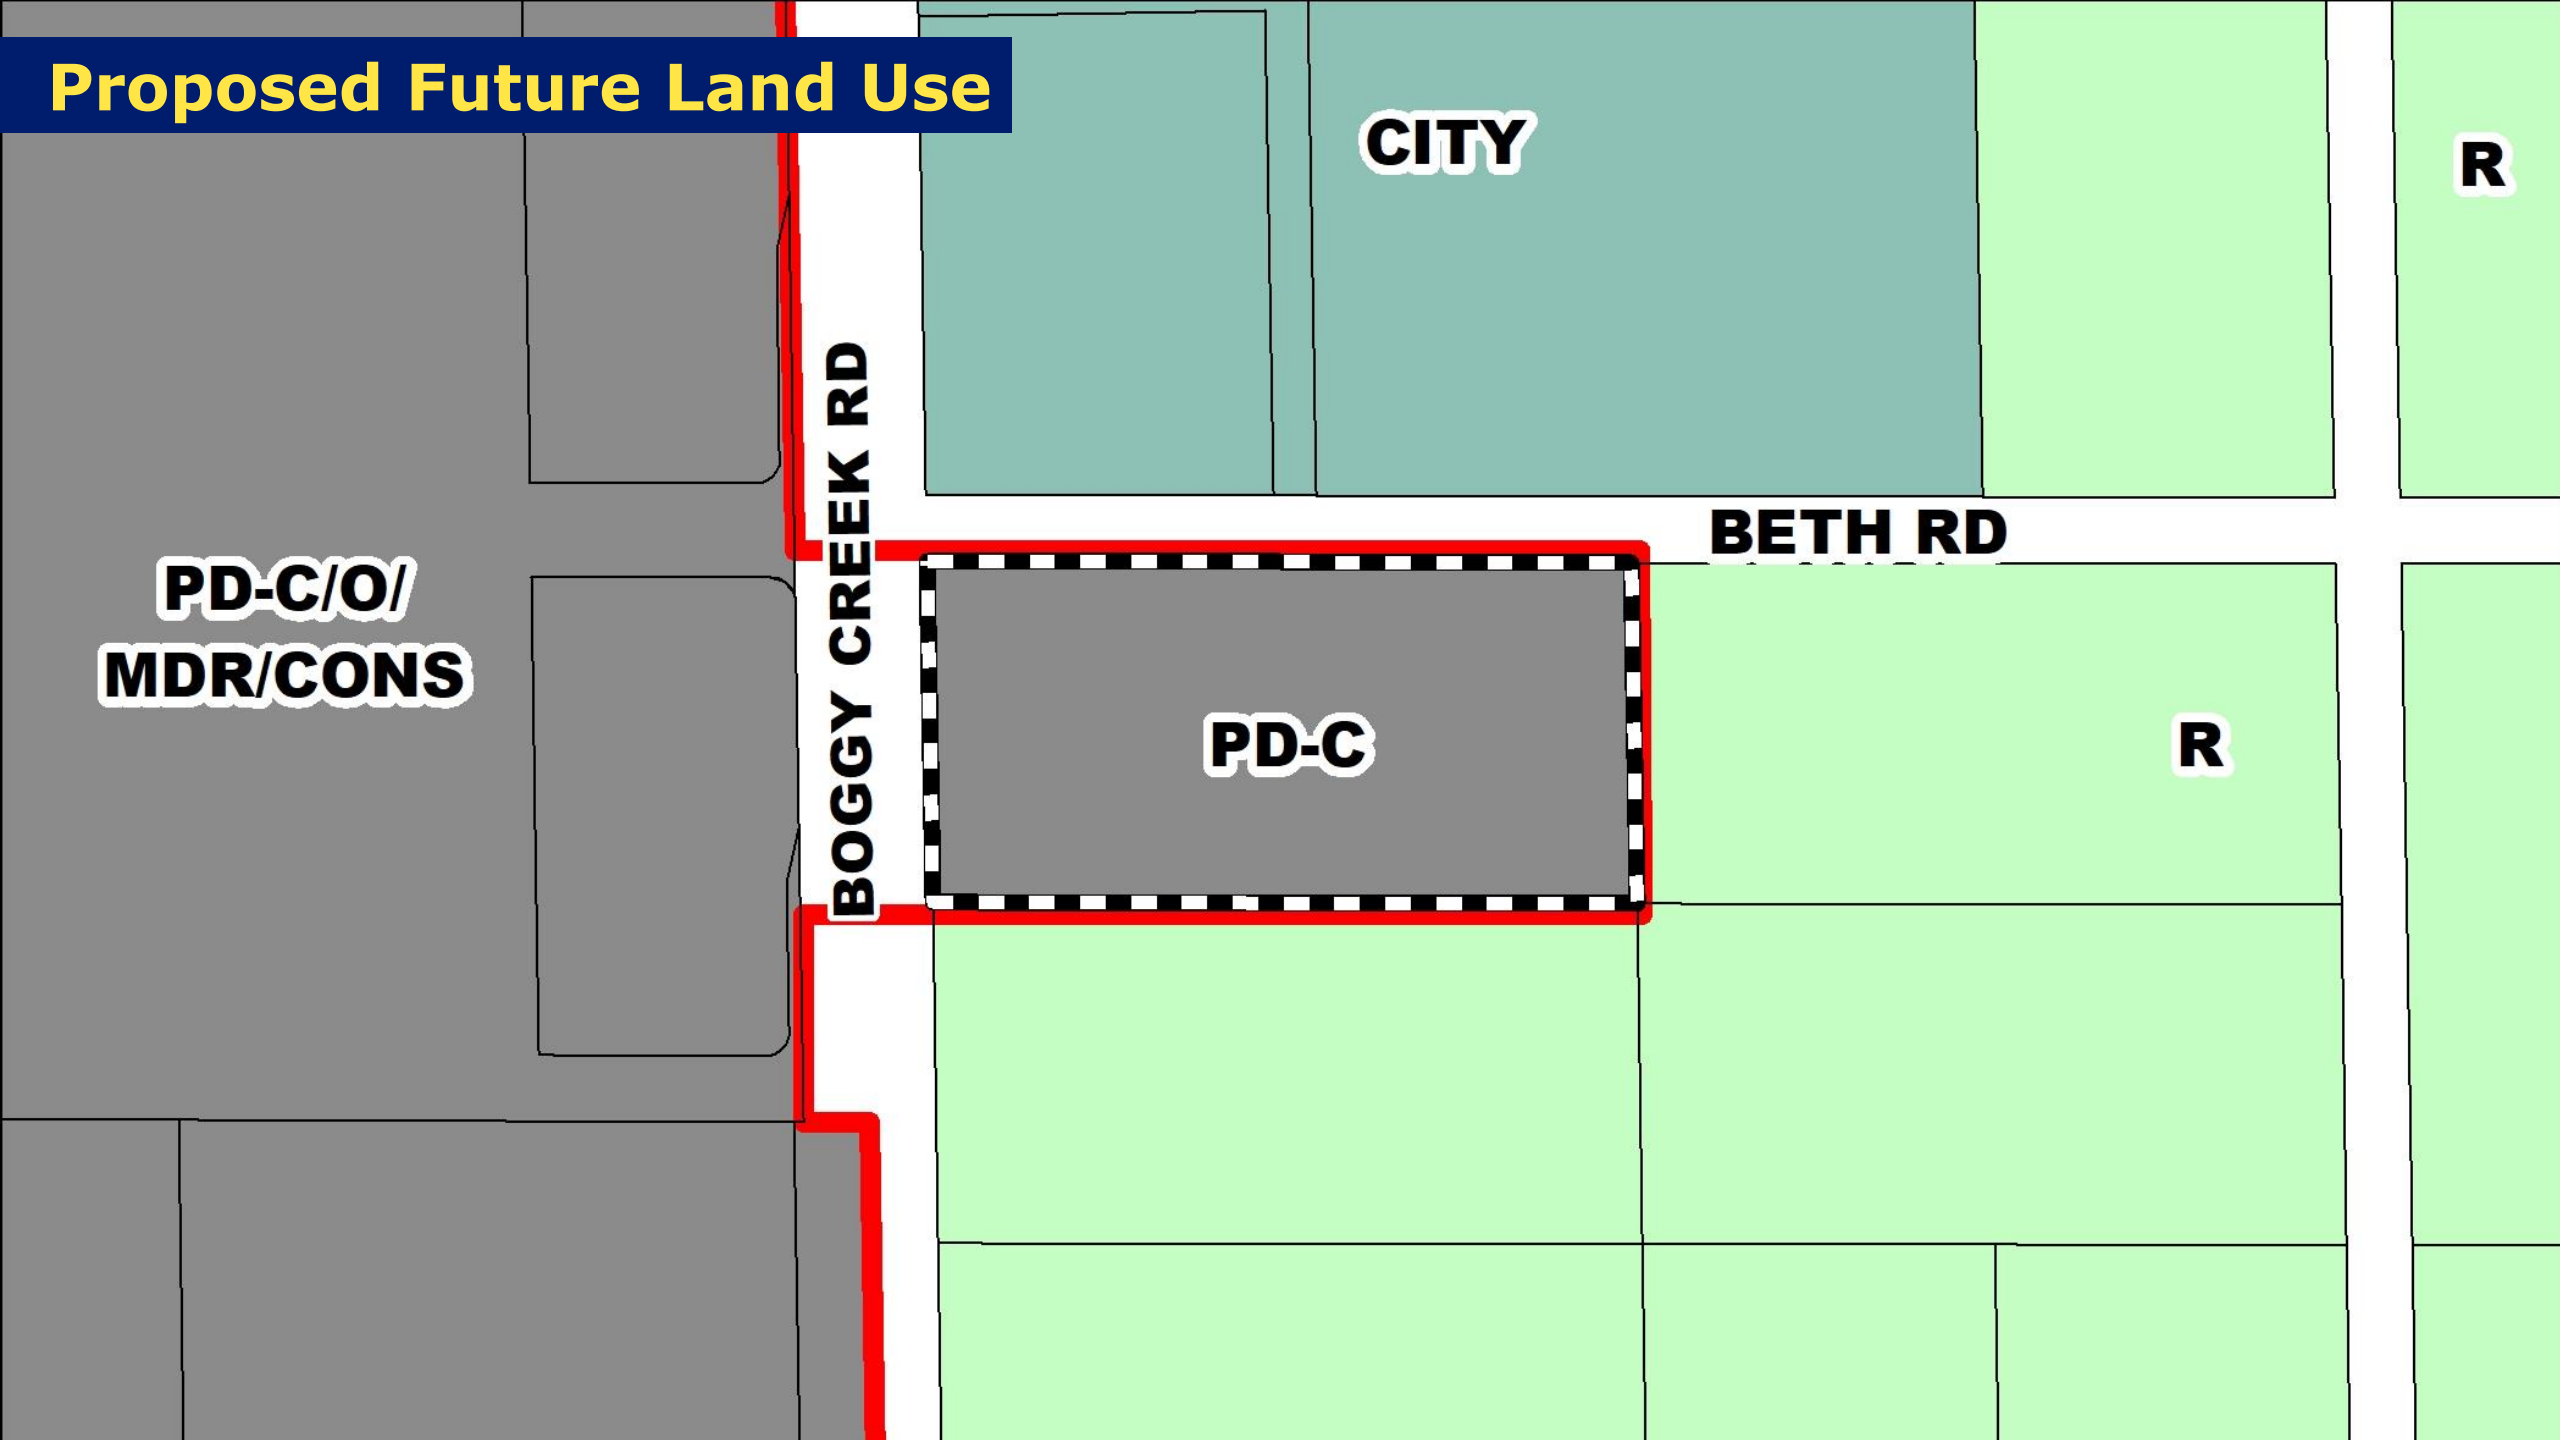 Proposed Future Land Use
CITY
R
BOGGY CREEK RD
BETH RD
PD-C/O/
MDR/CONS
PD-C
R